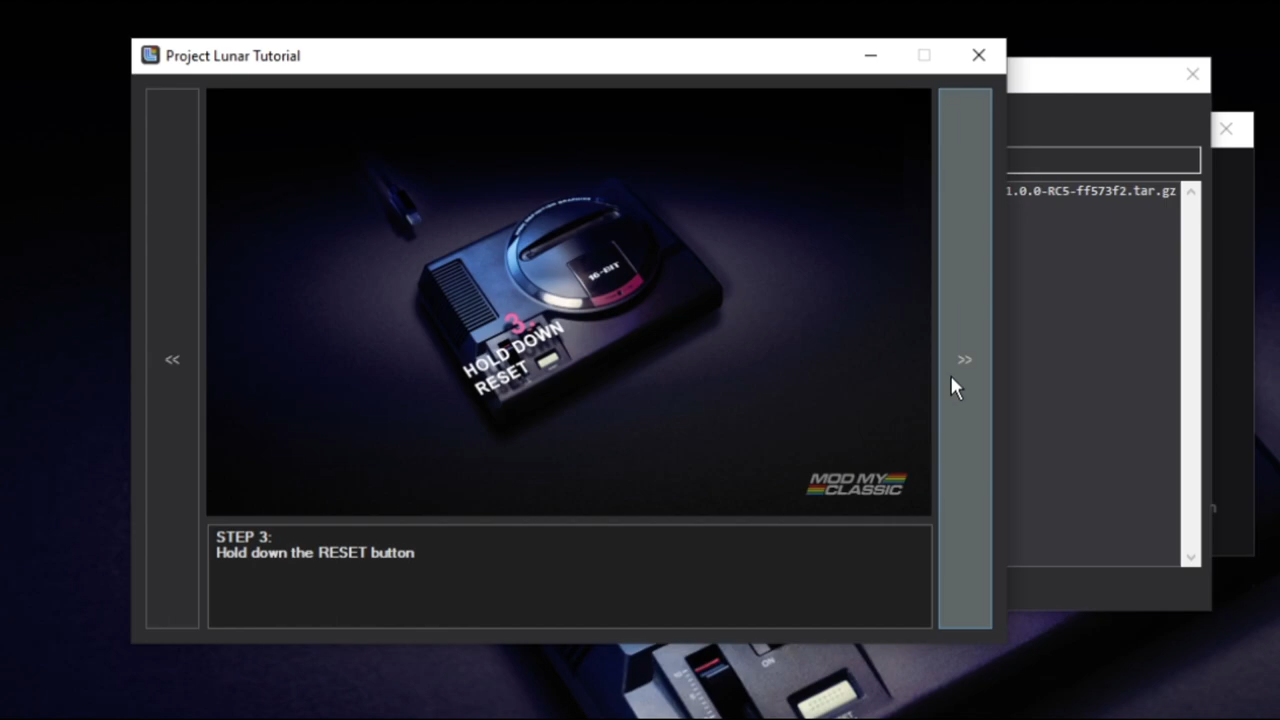 Project Lunar Tutorial
1.0.0-RC5-ff573f2.tar.gz
16-BIT
3.
HOLD DOWN
RESET
<<
>>
MOD MY
CLASSIC
STEP 3:
Hold down the RESET button
ON